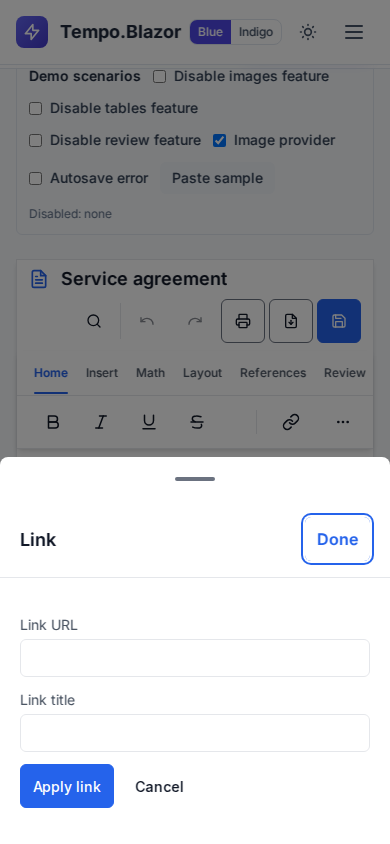 Tempo.Blazor Blue Indigo
Demo scenarios Disable images feature
Disable tables feature
Disable review feature Image provider
Autosave error Paste sample
Disabled: none
Service agreement
Home Insert Math Layout References Review
B I U S
Link Done
Link URL
Link title
Apply link Cancel